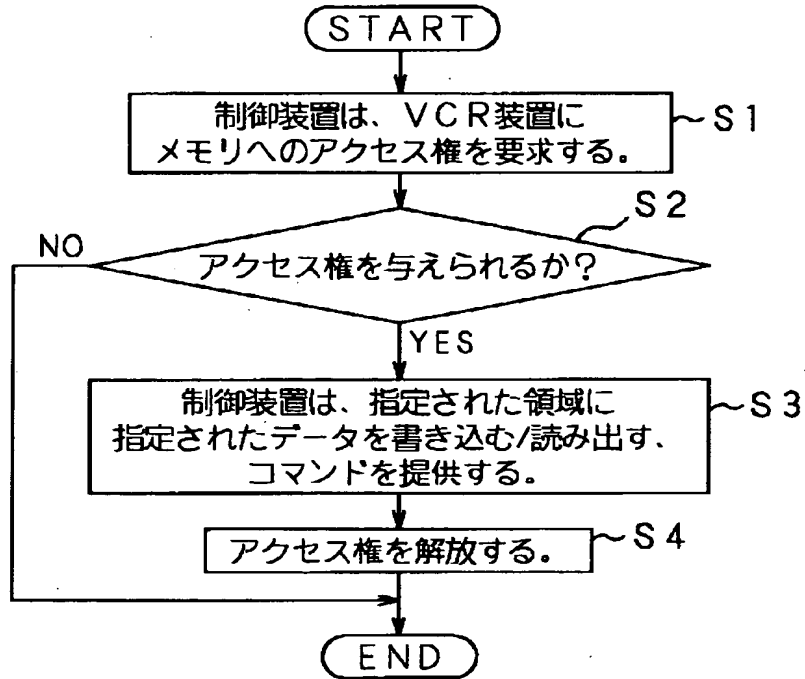 START
制御装置は、VCR装置に
メモリへのアクセス権を要求する。
S1
S2
NO
アクセス権を与えられるか?
YES
制御装置は、指定された領域に
指定されたデータを書き込む/読み出す、
コマンドを提供する。
S3
アクセス権を解放する。
S4
END